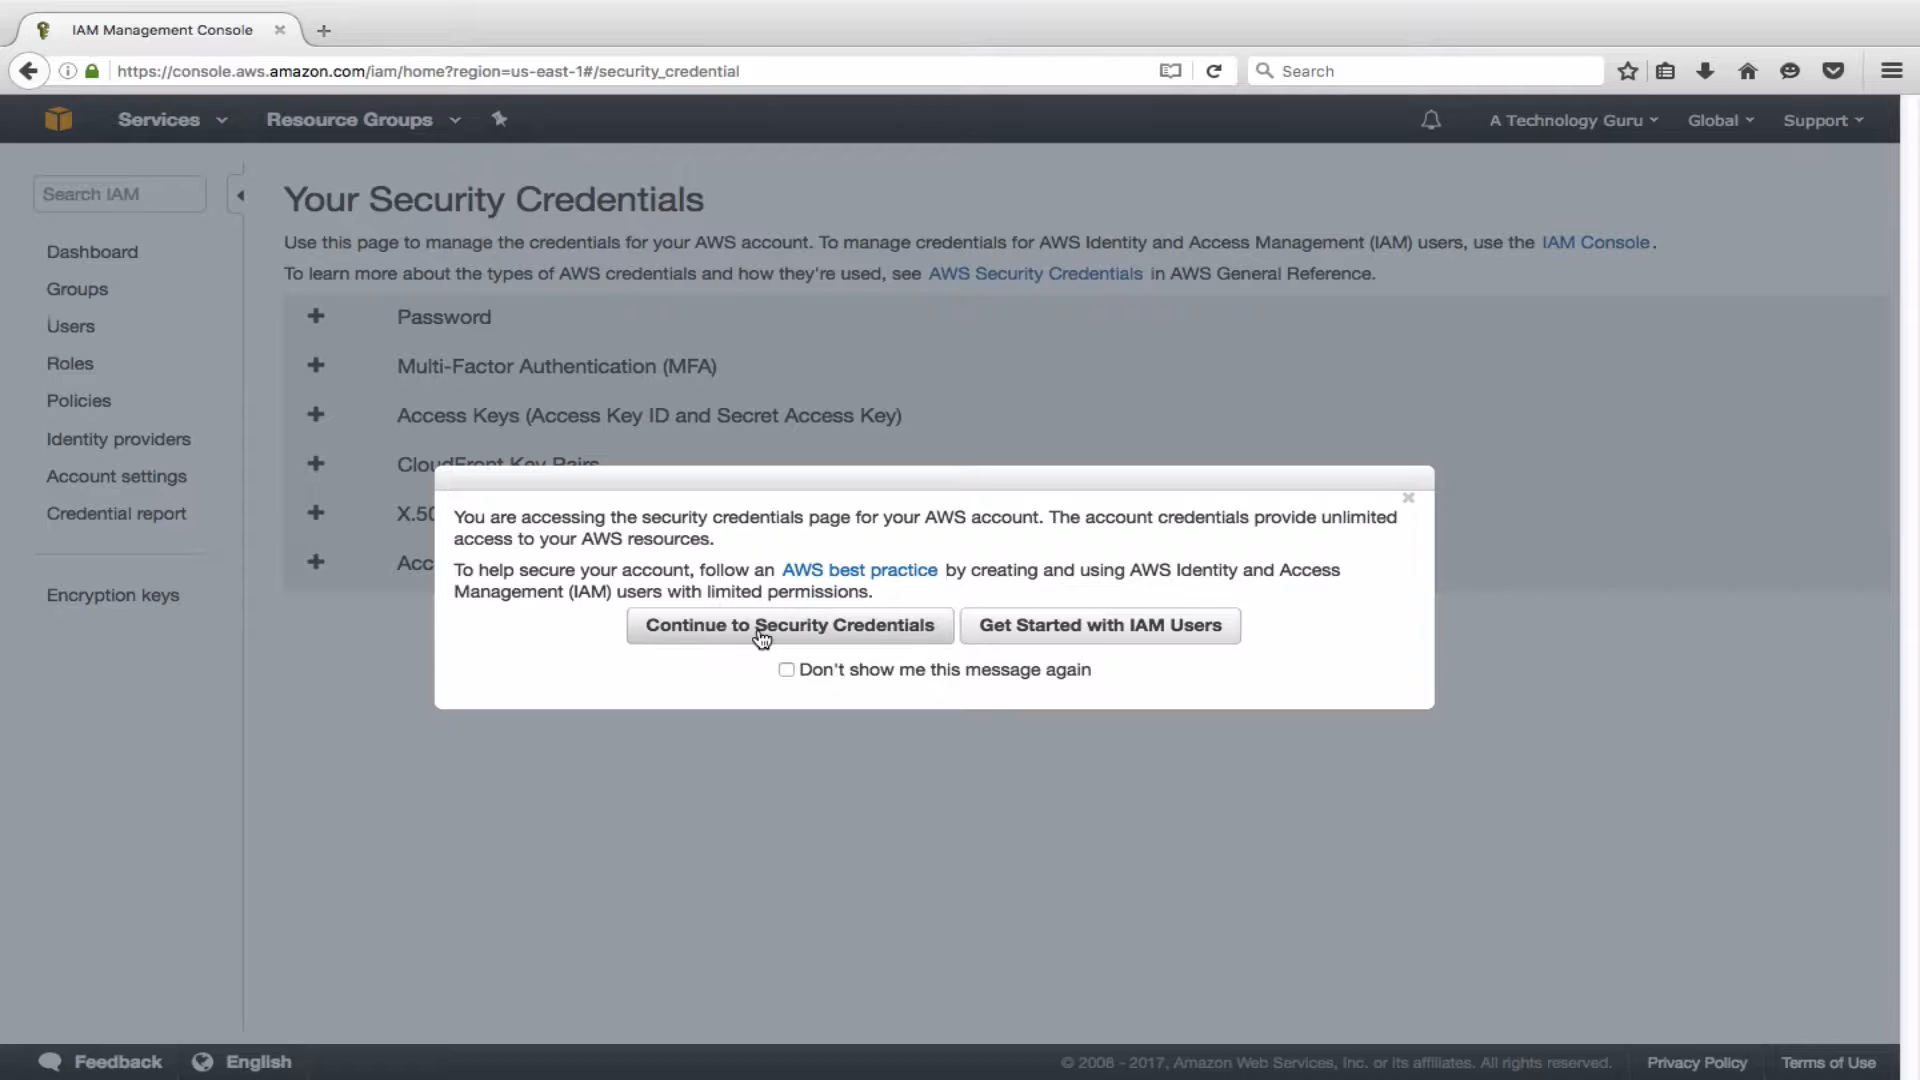 IAM Management Console
https://console.aws.amazon.com/iam/home?region=us-east-1#/security_credential
Search
Services
Resource Groups
A Technology Guru
Global
Support
Search IAM
Dashboard
Groups
Users
Roles
Policies
Identity providers
Account settings
Credential report
Encryption keys
Your Security Credentials
Use this page to manage the credentials for your AWS account. To manage credentials for AWS Identity and Access Management (IAM) users, use the IAM Console.
To learn more about the types of AWS credentials and how they're used, see AWS Security Credentials in AWS General Reference.
Password
Multi-Factor Authentication (MFA)
Access Keys (Access Key ID and Secret Access Key)
CloudFront Key Pairs
X.50
Acc
You are accessing the security credentials page for your AWS account. The account credentials provide unlimited
access to your AWS resources.
To help secure your account, follow an AWS best practice by creating and using AWS Identity and Access
Management (IAM) users with limited permissions.
Continue to Security Credentials
Get Started with IAM Users
Don't show me this message again
Feedback
English
© 2008 - 2017, Amazon Web Services, Inc. or its affiliates. All rights reserved.
Privacy Policy
Terms of Use